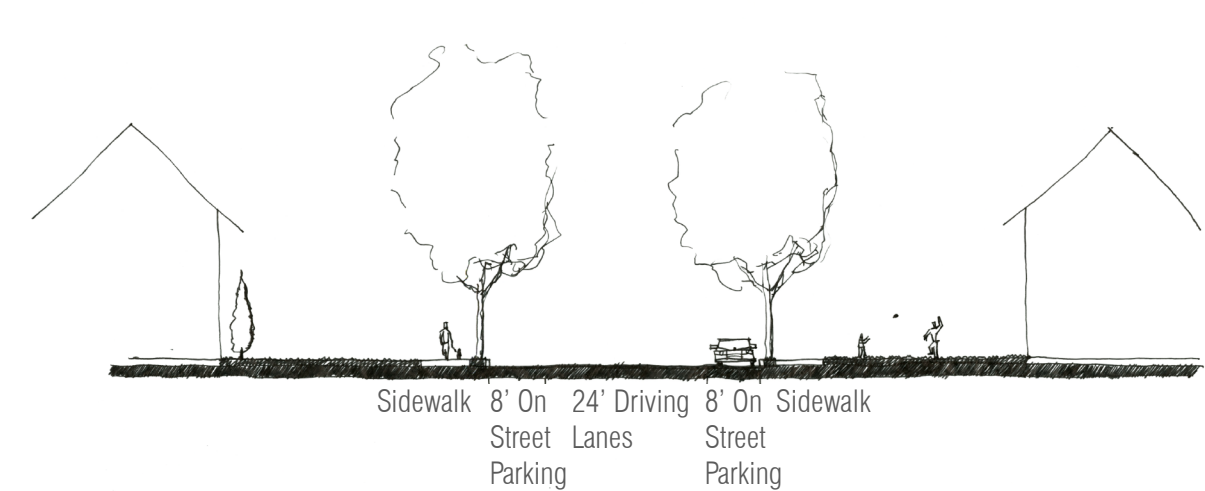 Sidewalk
8’ On
Street
Parking
24’ Driving
Lanes
8’ On
Street
Parking
Sidewalk